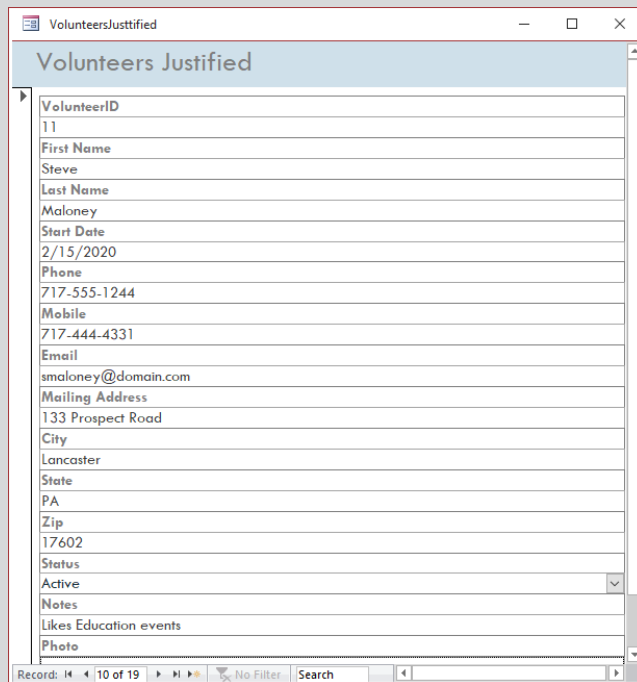 VolunteersJusttified
Volunteers Justified
VolunteerID
11
First Name
Steve
Last Name
Maloney
Start Date
2/15/2020
Phone
717-555-1244
Mobile
717-444-4331
Email
smaloney@domain.com
Mailing Address
133 Prospect Road
City
Lancaster
State
PA
Zip
17602
Status
Active
Notes
Likes Education events
Photo
Record: 10 of 19 No Filter Search